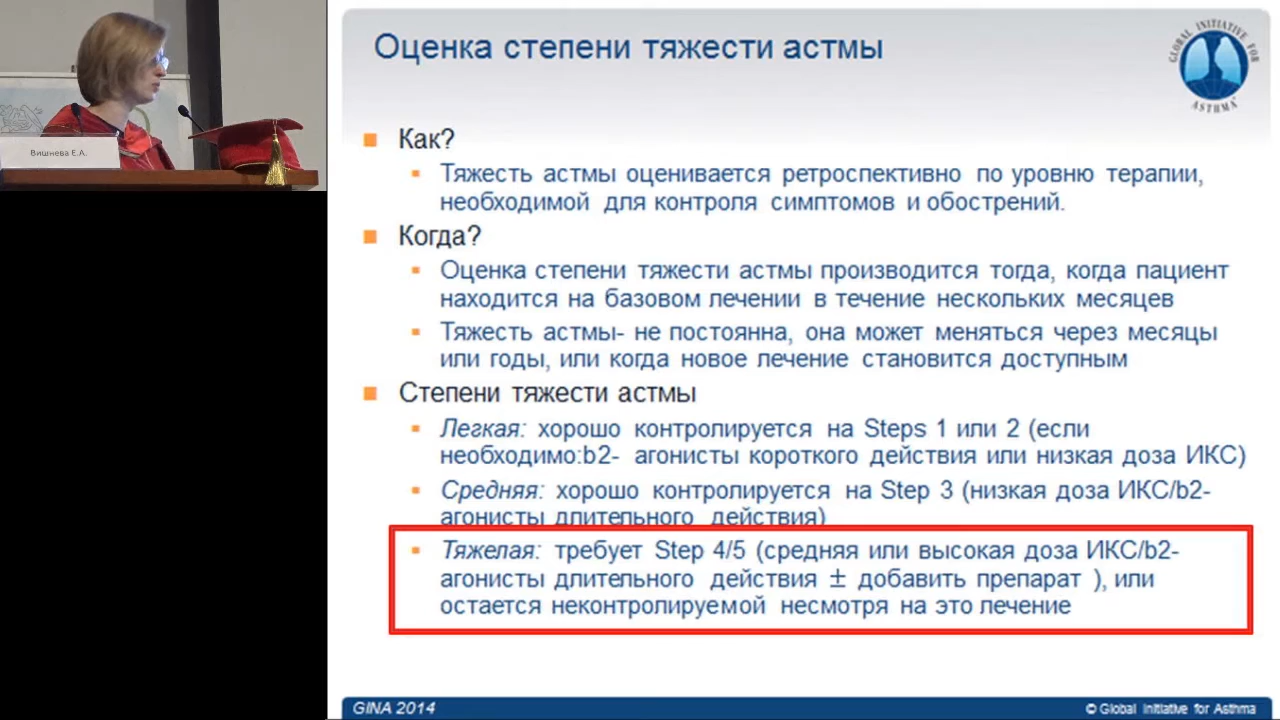 Оценка степени тяжести астмы
GLOBAL INITIATIVE FOR
ASTHMA
Вишнева Е.А.
Как?
Тяжесть астмы оценивается ретроспективно по уровню терапии,
необходимой для контроля симптомов и обострений.
Когда?
Оценка степени тяжести астмы производится тогда, когда пациент
находится на базовом лечении в течение нескольких месяцев
Тяжесть астмы- не постоянна, она может меняться через месяцы
или годы, или когда новое лечение становится доступным
Степени тяжести астмы
Легкая: хорошо контролируется на Steps 1 или 2 (если
необходимо:b2- агонисты короткого действия или низкая доза ИКС)
Средняя: хорошо контролируется на Step 3 (низкая доза ИКС/b2-
агонисты длительного действия)
Тяжелая: требует Step 4/5 (средняя или высокая доза ИКС/b2-
агонисты длительного действия ± добавить препарат ), или
остается неконтролируемой несмотря на это лечение
GINA 2014
© Global Initiative for Asthma